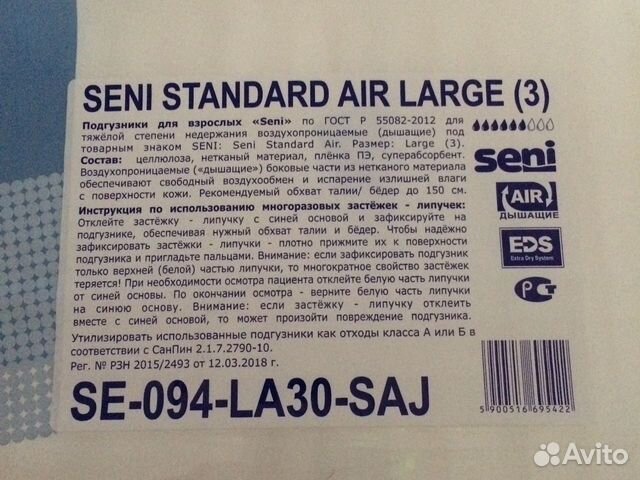 SENI STANDARD AIR LARGE (3)
Подгузники для взрослых «Seni» по ГОСТ Р 55082-2012 для
тяжёлой степени недержания воздухопроницаемые (дышащие) под
товарным знаком SENI: Seni Standard Air. Размер: Large (3).
Состав: целлюлоза, нетканый материал, плёнка ПЭ, суперабсорбент.
Воздухопроницаемые («дышащие») боковые части из нетканого материала
обеспечивают свободный воздухообмен и испарение излишней влаги
с поверхности кожи. Рекомендуемый обхват талии/ бёдер до 150 см.
Инструкция по использованию многоразовых застёжек - липучек:
Отклейте застёжку - липучку с синей основой и зафиксируйте на
подгузнике, обеспечивая нужный обхват талии и бёдер. Чтобы надёжно
зафиксировать застёжки - липучки - плотно прижмите их к поверхности
подгузника и пригладьте пальцами. Внимание: если зафиксировать подгузник
только верхней (белой) частью липучки, то многократное свойство застёжек
теряется! При необходимости осмотра пациента отклейте белую часть липучки
от синей основы. По окончании осмотра - верните белую часть липучки
на синюю основу. Внимание: если застёжку - липучку отклеить
вместе с синей основой, то может произойти повреждение подгузника.
Утилизировать использованные подгузники как отходы класса А или Б в
соответствии с СанПин 2.1.7.2790-10.
Рег. № РЗН 2015/2493 от 12.03.2018 г.
SE-094-LA30-SAJ
seni
AIR
ДЫШАЩИЕ
EDS
Extra Dry System
РСТ
5 900516 695422
Avito